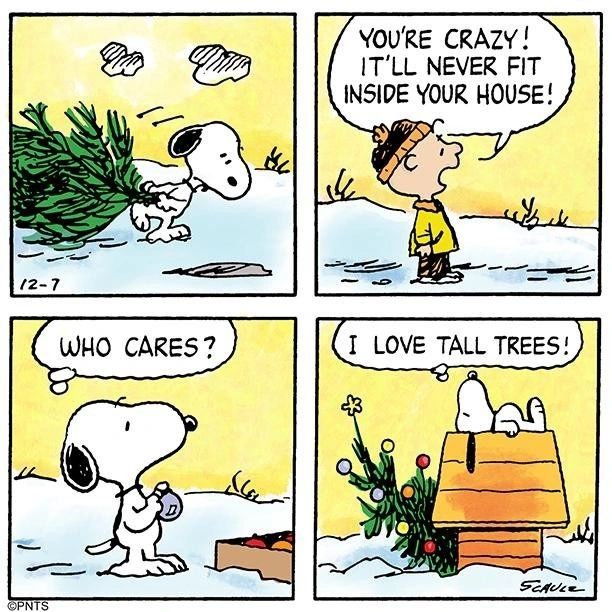 12-7
YOU'RE CRAZY!
IT'LL NEVER FIT
INSIDE YOUR HOUSE!
WHO CARES?
I LOVE TALL TREES!
SCHULZ
©PNTS